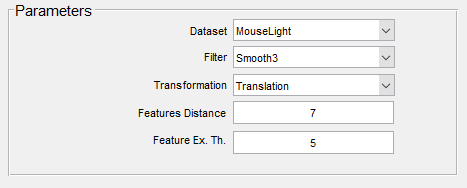 Parameters
Dataset MouseLight
Filter Smooth3
Transformation Translation
Features Distance 7
Feature Ex. Th. 5